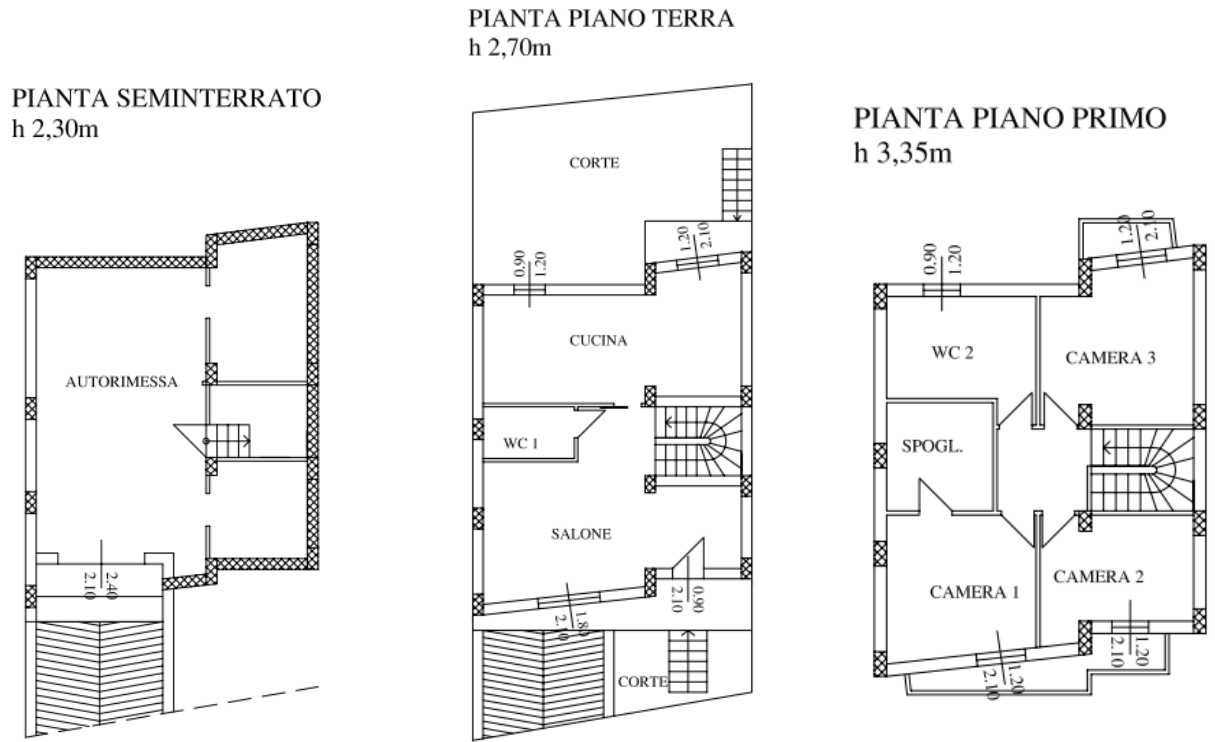 PIANTA SEMINTERRATO
h 2,30m
AUTORIMESSA
2.40
2.10
PIANTA PIANO TERRA
h 2,70m
CORTE
1.20
2.10
0.90
1.20
CUCINA
WC 1
SALONE
0.90
2.10
1.80
2.10
CORTE
PIANTA PIANO PRIMO
h 3,35m
1.20
2.10
0.90
1.20
WC 2
CAMERA 3
SPOGL.
CAMERA 2
CAMERA 1
1.20
2.10
1.20
2.10